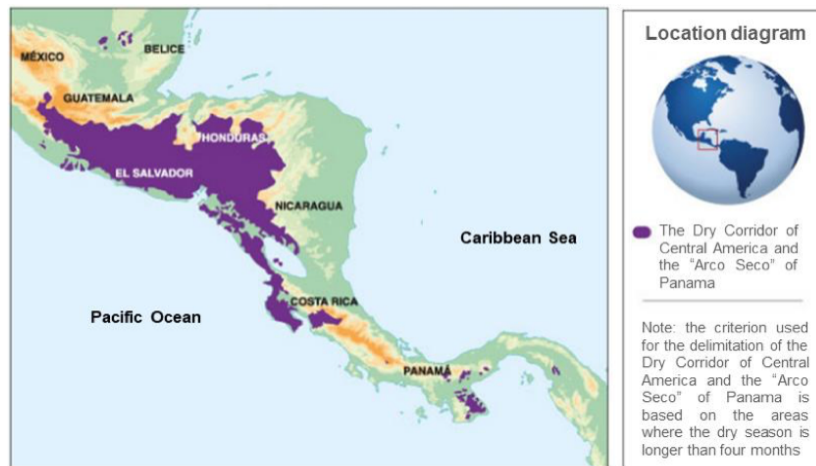 MÉXICO
BELICE
GUATEMALA
HONDURAS
EL SALVADOR
NICARAGUA
Caribbean Sea
Pacific Ocean
COSTA RICA
PANAMÁ
Location diagram
The Dry Corridor of
Central America and
the “Arco Seco” of
Panama
Note: the criterion used
for the delimitation of the
Dry Corridor of Central
America and the “Arco
Seco” of Panama is
based on the areas
where the dry season is
longer than four months